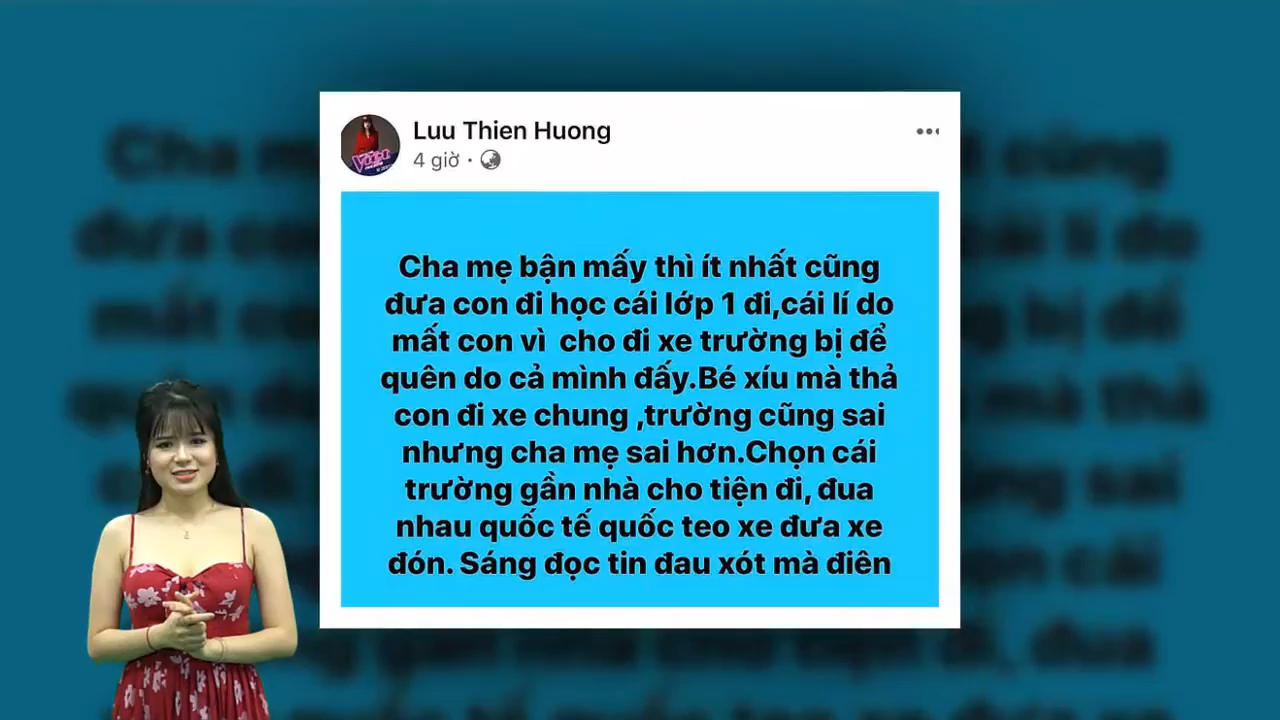 Luu Thien Huong
4 giờ ·
Cha mẹ bận mấy thì ít nhất cũng
đưa con đi học cái lớp 1 đi,cái lí do
mất con vì  cho đi xe trường bị để
quên do cả mình đấy.Bé xíu mà thả
con đi xe chung ,trường cũng sai
nhưng cha mẹ sai hơn.Chọn cái
trường gần nhà cho tiện đi, đua
nhau quốc tế quốc teo xe đưa xe
đón. Sáng đọc tin đau xót mà điên